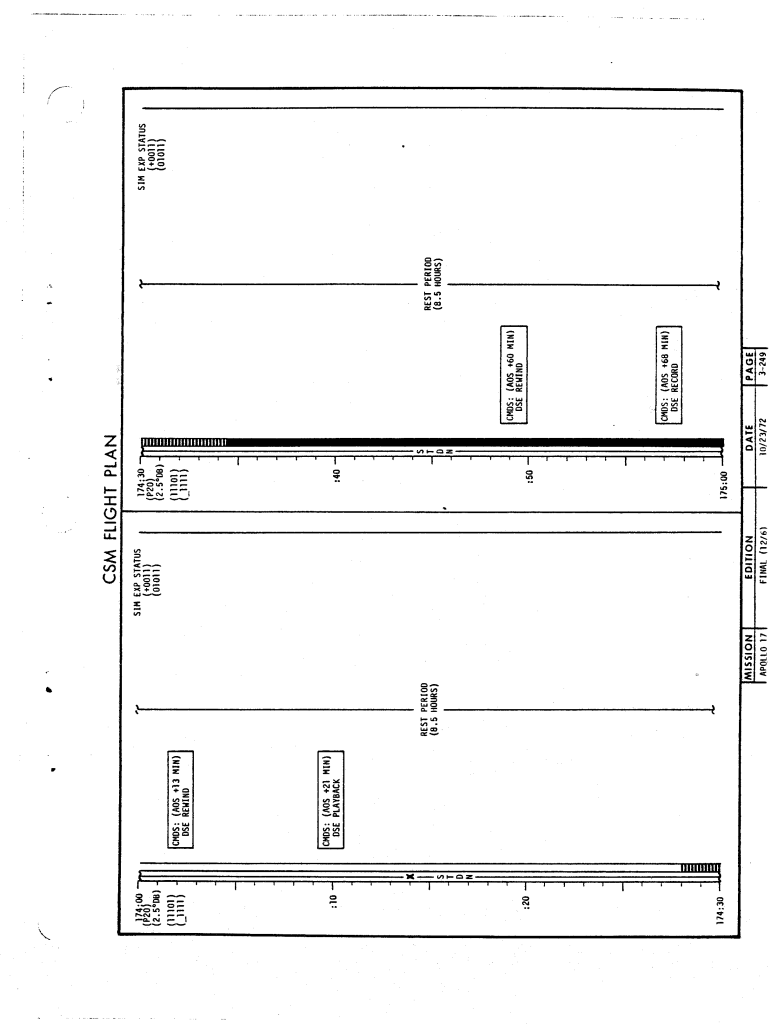 CSM FLIGHT PLAN
174:00
(P20)
(2.5°DB)
(11101)
(_1111)
:10
:20
174:30
X
S
T
D
N
CMDS: (AOS +13 MIN)
DSE REWIND
CMDS: (AOS +21 MIN)
DSE PLAYBACK
REST PERIOD
(8.5 HOURS)
SIM EXP STATUS
(+0011)
(01011)
174:30
(P20)
(2.5°DB)
(11101)
(_1111)
:40
:50
175:00
S
T
D
N
CMDS: (AOS +60 MIN)
DSE REWIND
CMDS: (AOS +68 MIN)
DSE RECORD
REST PERIOD
(8.5 HOURS)
SIM EXP STATUS
(+0011)
(01011)
MISSION EDITION DATE PAGE
APOLLO 17 FINAL (12/6) 10/23/72 3-249